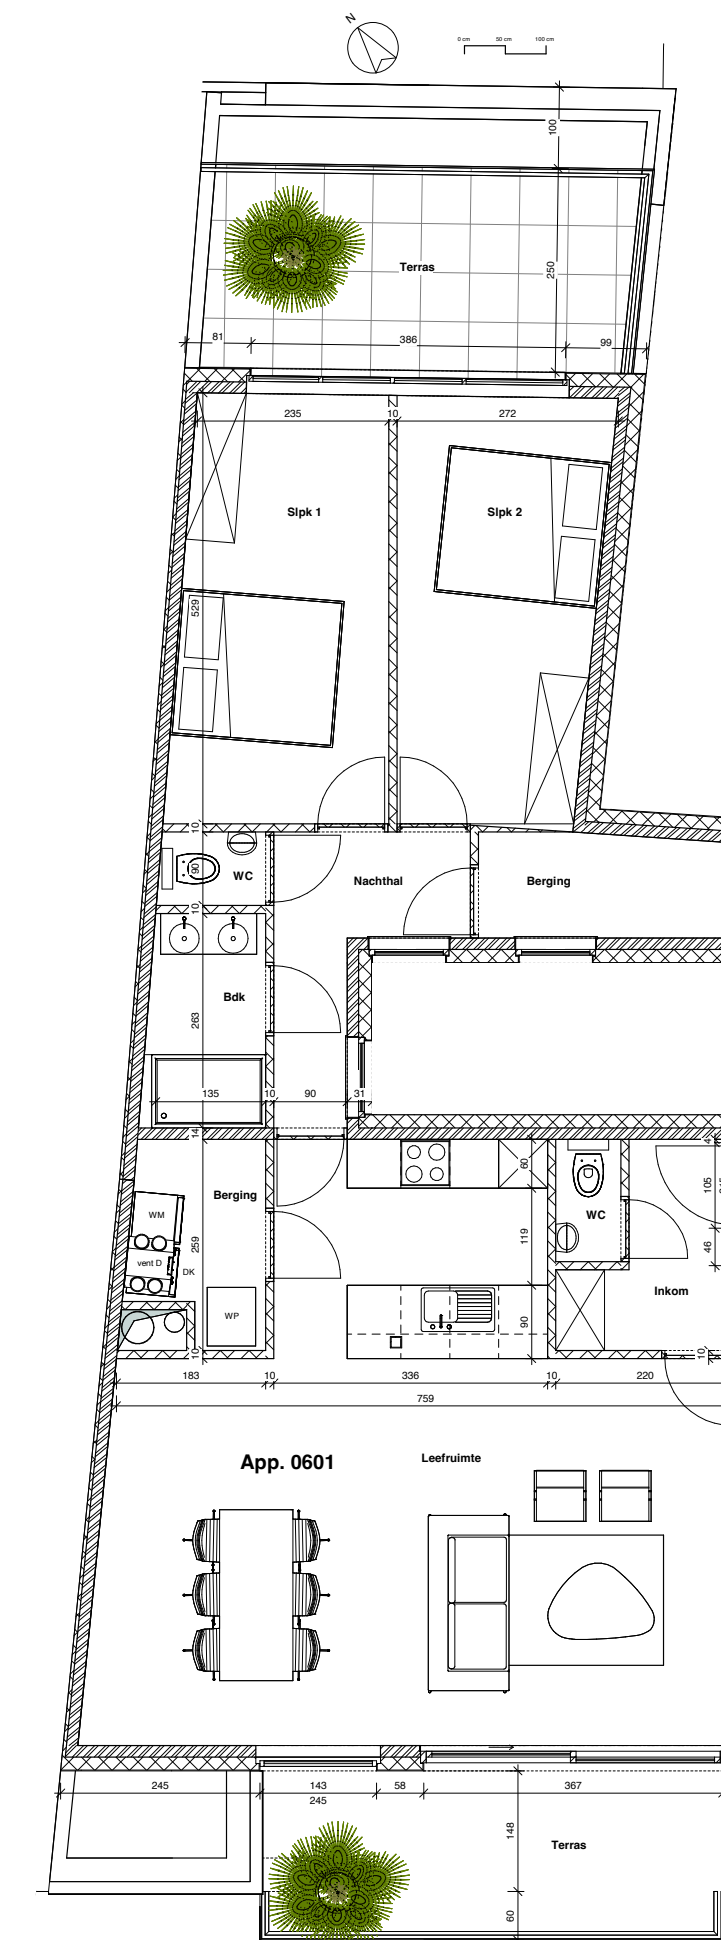 N
0 cm 50 cm 100 cm
100
Terras
250
81 386 99
235 10 272
Slpk 1 Slpk 2
529
10
90
WC Nachthal Berging
10
Bdk
263
135 10 90 31
14
60
4
105
Berging
WM
WC
119
46
259
vent D
DK
Inkom
WP
90
10
10
183 10 336 10 220
759
App. 0601 Leefruimte
245 143 58 367
245
148
Terras
60